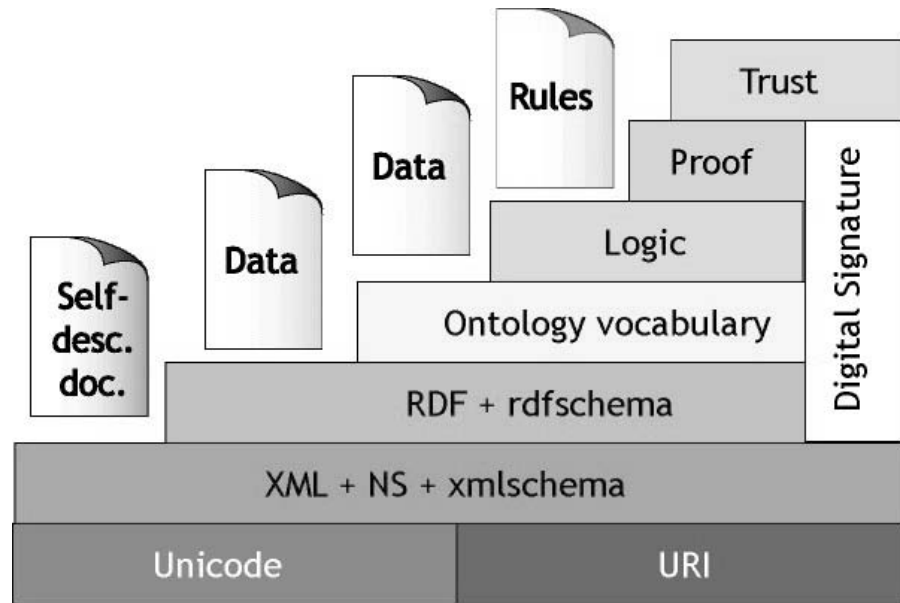 Rules
Trust
Data
Proof
Data
Logic
Self-
desc.
doc.
Ontology vocabulary
Digital Signature
RDF + rdfschema
XML + NS + xmlschema
Unicode
URI